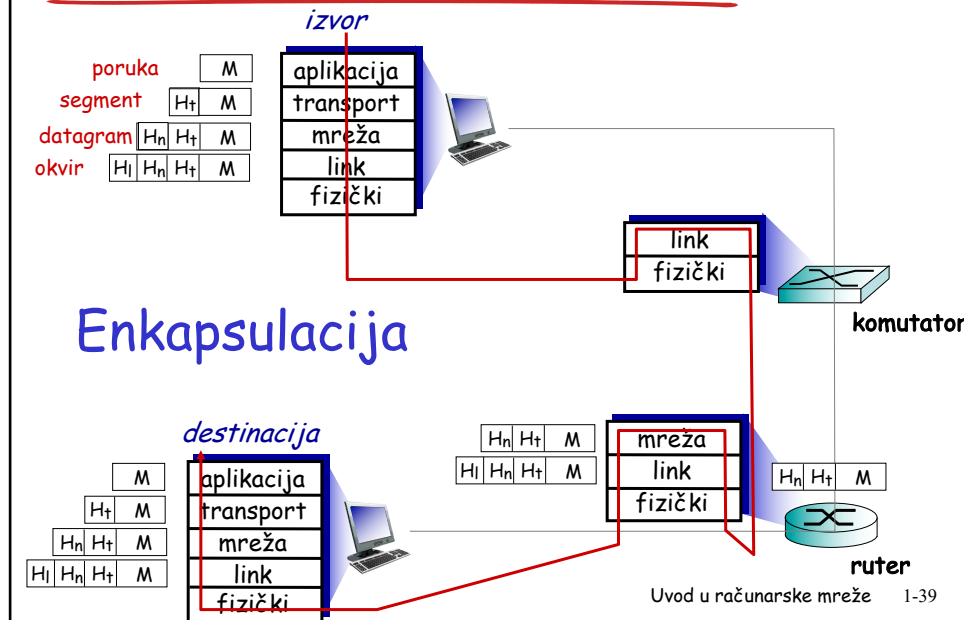 izvor
poruka M aplikacija
segment Ht M transport
datagram Hn Ht M mreža
okvir Hl Hn Ht M link
fizički
link
fizički
komutator
Enkapsulacija
destinacija
Hn Ht M mreža
Hl Hn Ht M link
fizički
Hn Ht M
ruter
M aplikacija
Ht M transport
Hn Ht M mreža
Hl Hn Ht M link
fizički
Uvod u računarske mreže 1-39